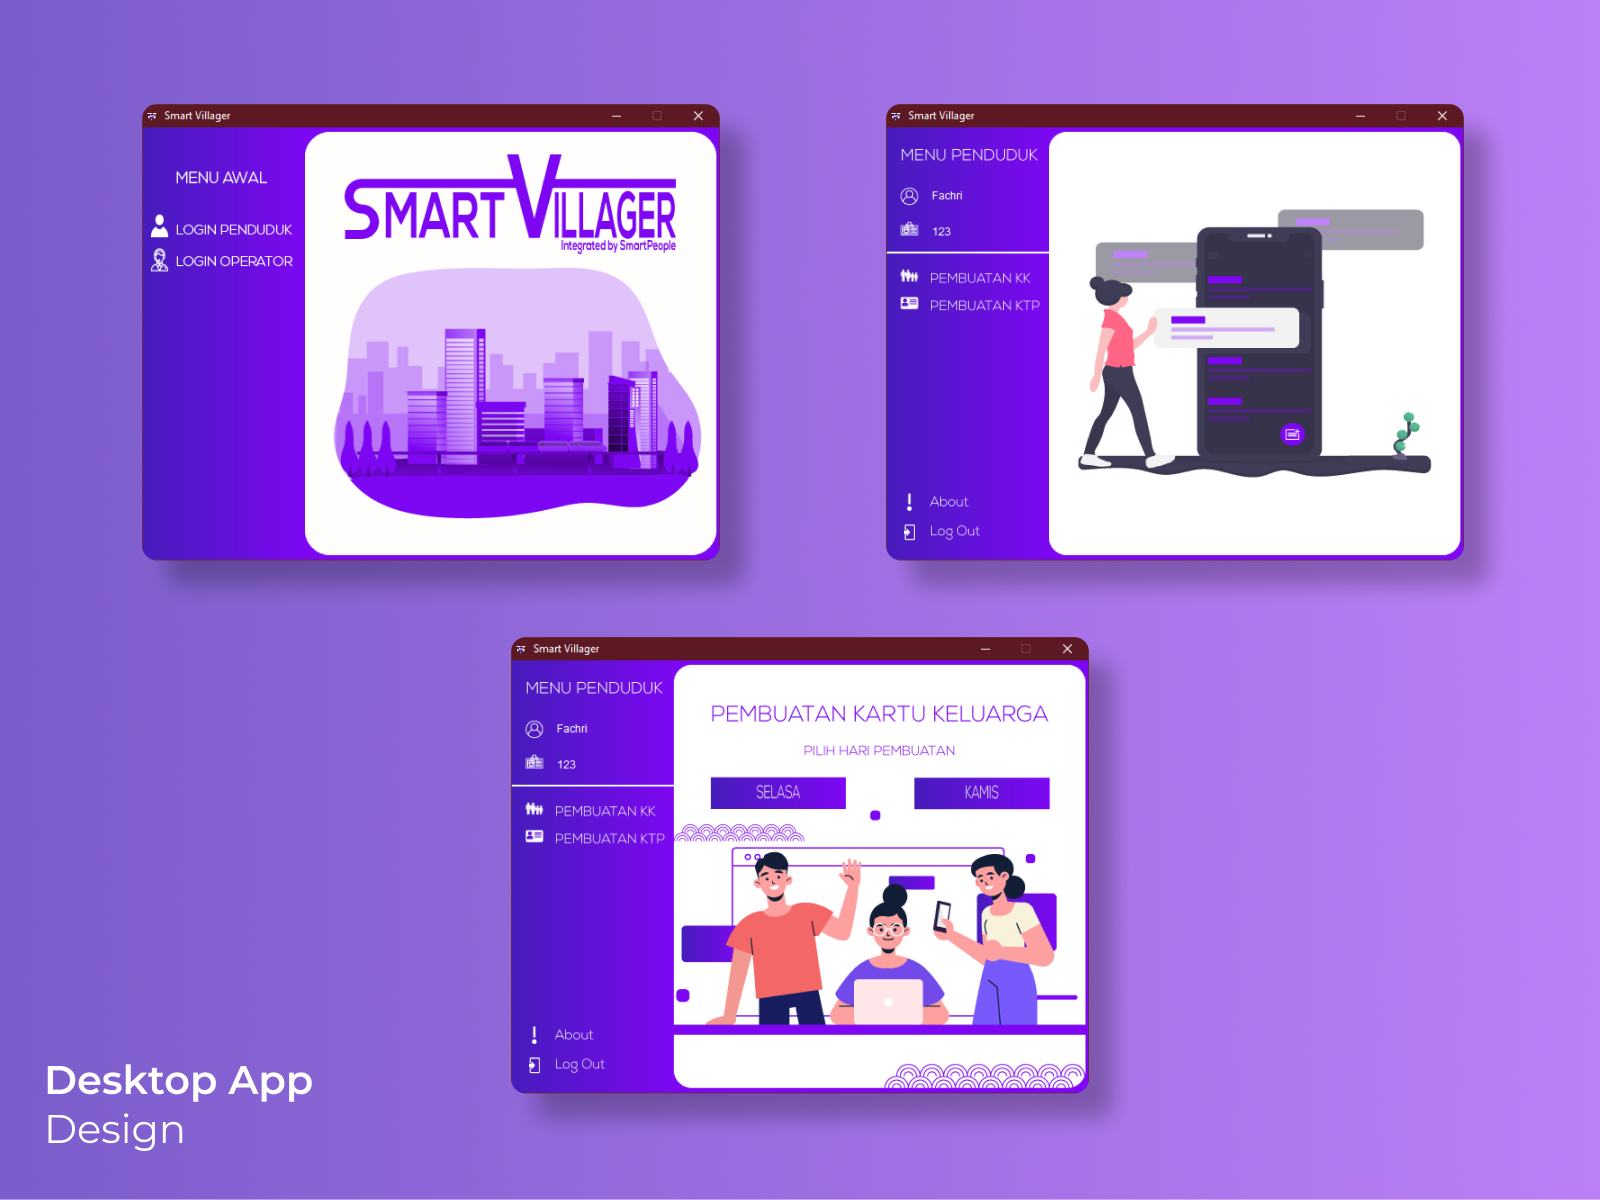 Smart Villager
MENU AWAL
LOGIN PENDUDUK
LOGIN OPERATOR
SMART VILLAGER
Integrated by SmartPeople
Smart Villager
MENU PENDUDUK
Fachri
123
PEMBUATAN KK
PEMBUATAN KTP
About
Log Out
Smart Villager
MENU PENDUDUK
Fachri
123
PEMBUATAN KK
PEMBUATAN KTP
About
Log Out
PEMBUATAN KARTU KELUARGA
PILIH HARI PEMBUATAN
SELASA
KAMIS
Desktop App
Design